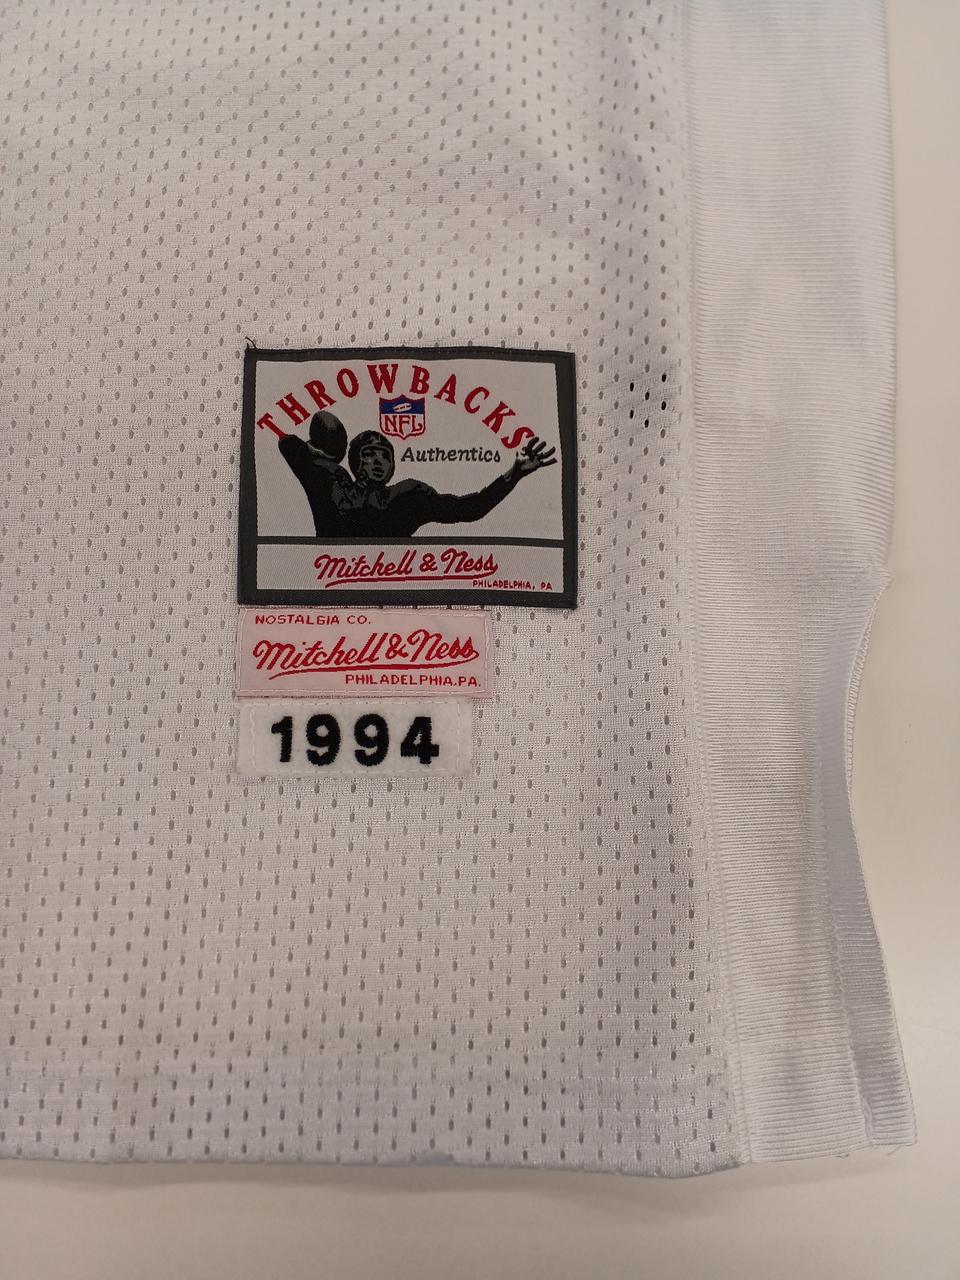 THROWBACKS
NFL
Authentics
Mitchell & Ness
PHILADELPHIA, PA
NOSTALGIA CO.
Mitchell & Ness
PHILADELPHIA,PA.
1994